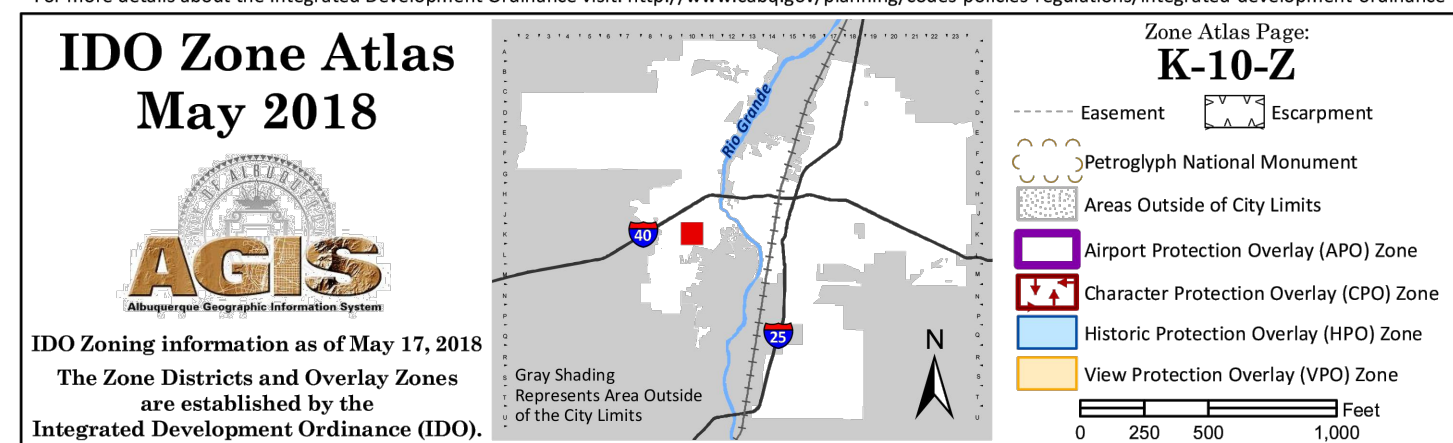 For more details about the Integrated Development Ordinance visit: http://www.cabq.gov/planning/codes-policies-regulations/integrated-development-ordinance
IDO Zone Atlas
May 2018
AGIS
Albuquerque Geographic Information System
IDO Zoning information as of May 17, 2018
The Zone Districts and Overlay Zones
are established by the
Integrated Development Ordinance (IDO).
Rio Grande
40
25
Gray Shading
Represents Area Outside
of the City Limits
N
Zone Atlas Page:
K-10-Z
Easement
Escarpment
Petroglyph National Monument
Areas Outside of City Limits
Airport Protection Overlay (APO) Zone
Character Protection Overlay (CPO) Zone
Historic Protection Overlay (HPO) Zone
View Protection Overlay (VPO) Zone
Feet
0 250 500 1,000